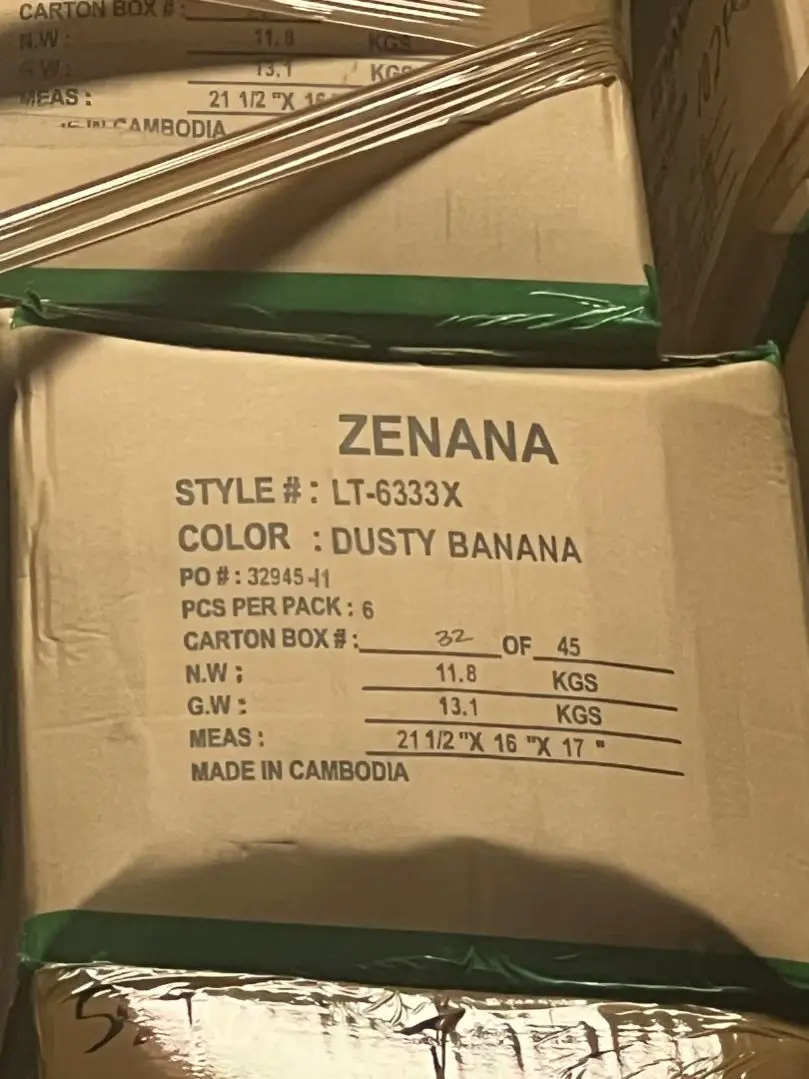 CARTON BOX # :
N.W : 11.8 KGS
G.W : 13.1 KGS
MEAS : 21 1/2 "X 16
CAMBODIA
ZENANA
STYLE # : LT-6333X
COLOR : DUSTY BANANA
PO # : 32945-I1
PCS PER PACK : 6
CARTON BOX # : 32 OF 45
N.W ; 11.8 KGS
G.W : 13.1 KGS
MEAS : 21 1/2 "X 16 "X 17 "
MADE IN CAMBODIA